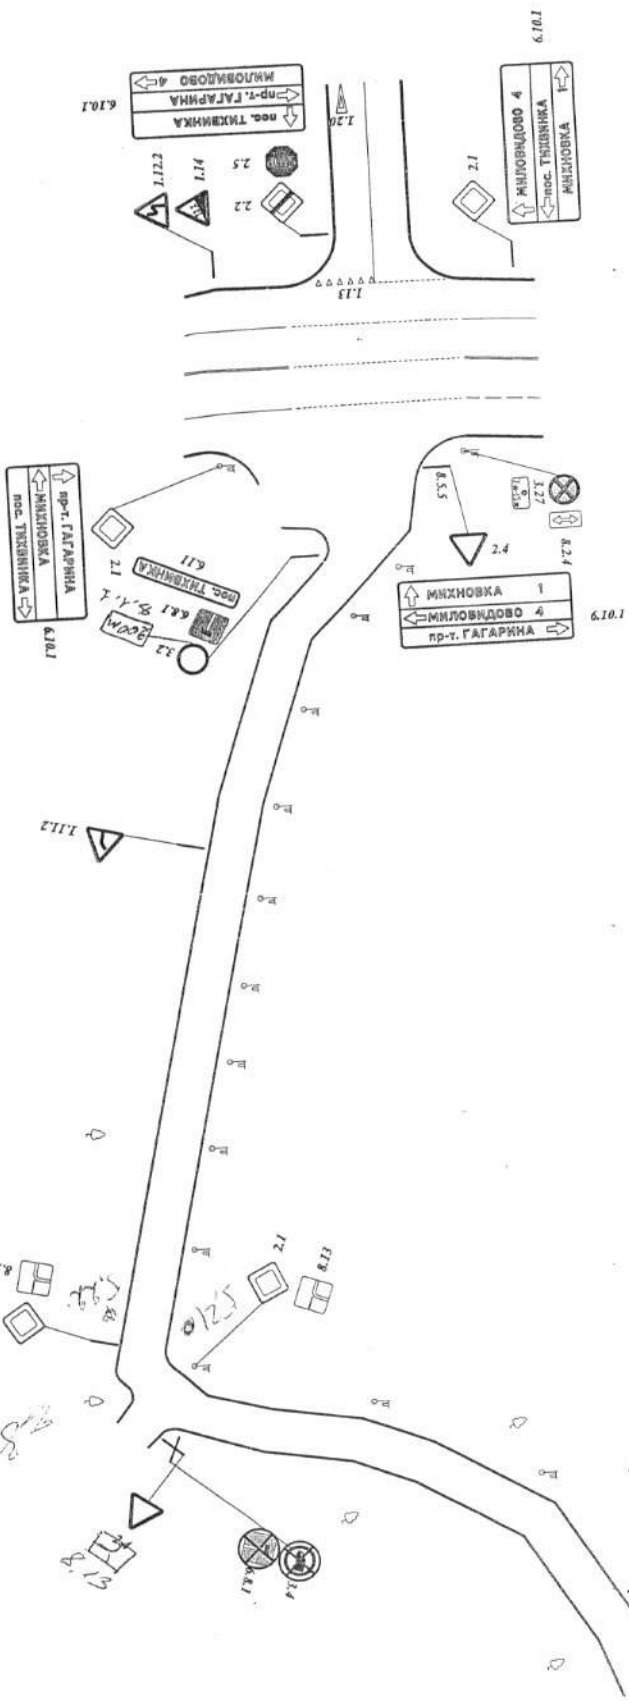 6.10.1
МИЛОВИДОВО 4
пр-т. ГАГАРИНА
пос. ТИХВИНКА
6.10.1
МИЛОВИДОВО 4
пос. ТИХВИНКА
МИХНОВКА 1
1.20
1.12.2
1.14
2.5
STOP
2.2
2.1
1.13
пр-т. ГАГАРИНА
МИХНОВКА
пос. ТИХВИНКА
6.10.1
2.1
6.11
пос. ТИХВИНКА
6.8.1
8.1.1
200м
3.2
8.5.5
3.27
8.2.4
2.4
МИХНОВКА 1
МИЛОВИДОВО 4
пр-т. ГАГАРИНА
6.10.1
1.11.2
2.1
8.13
8.13
6.8.1
3.4